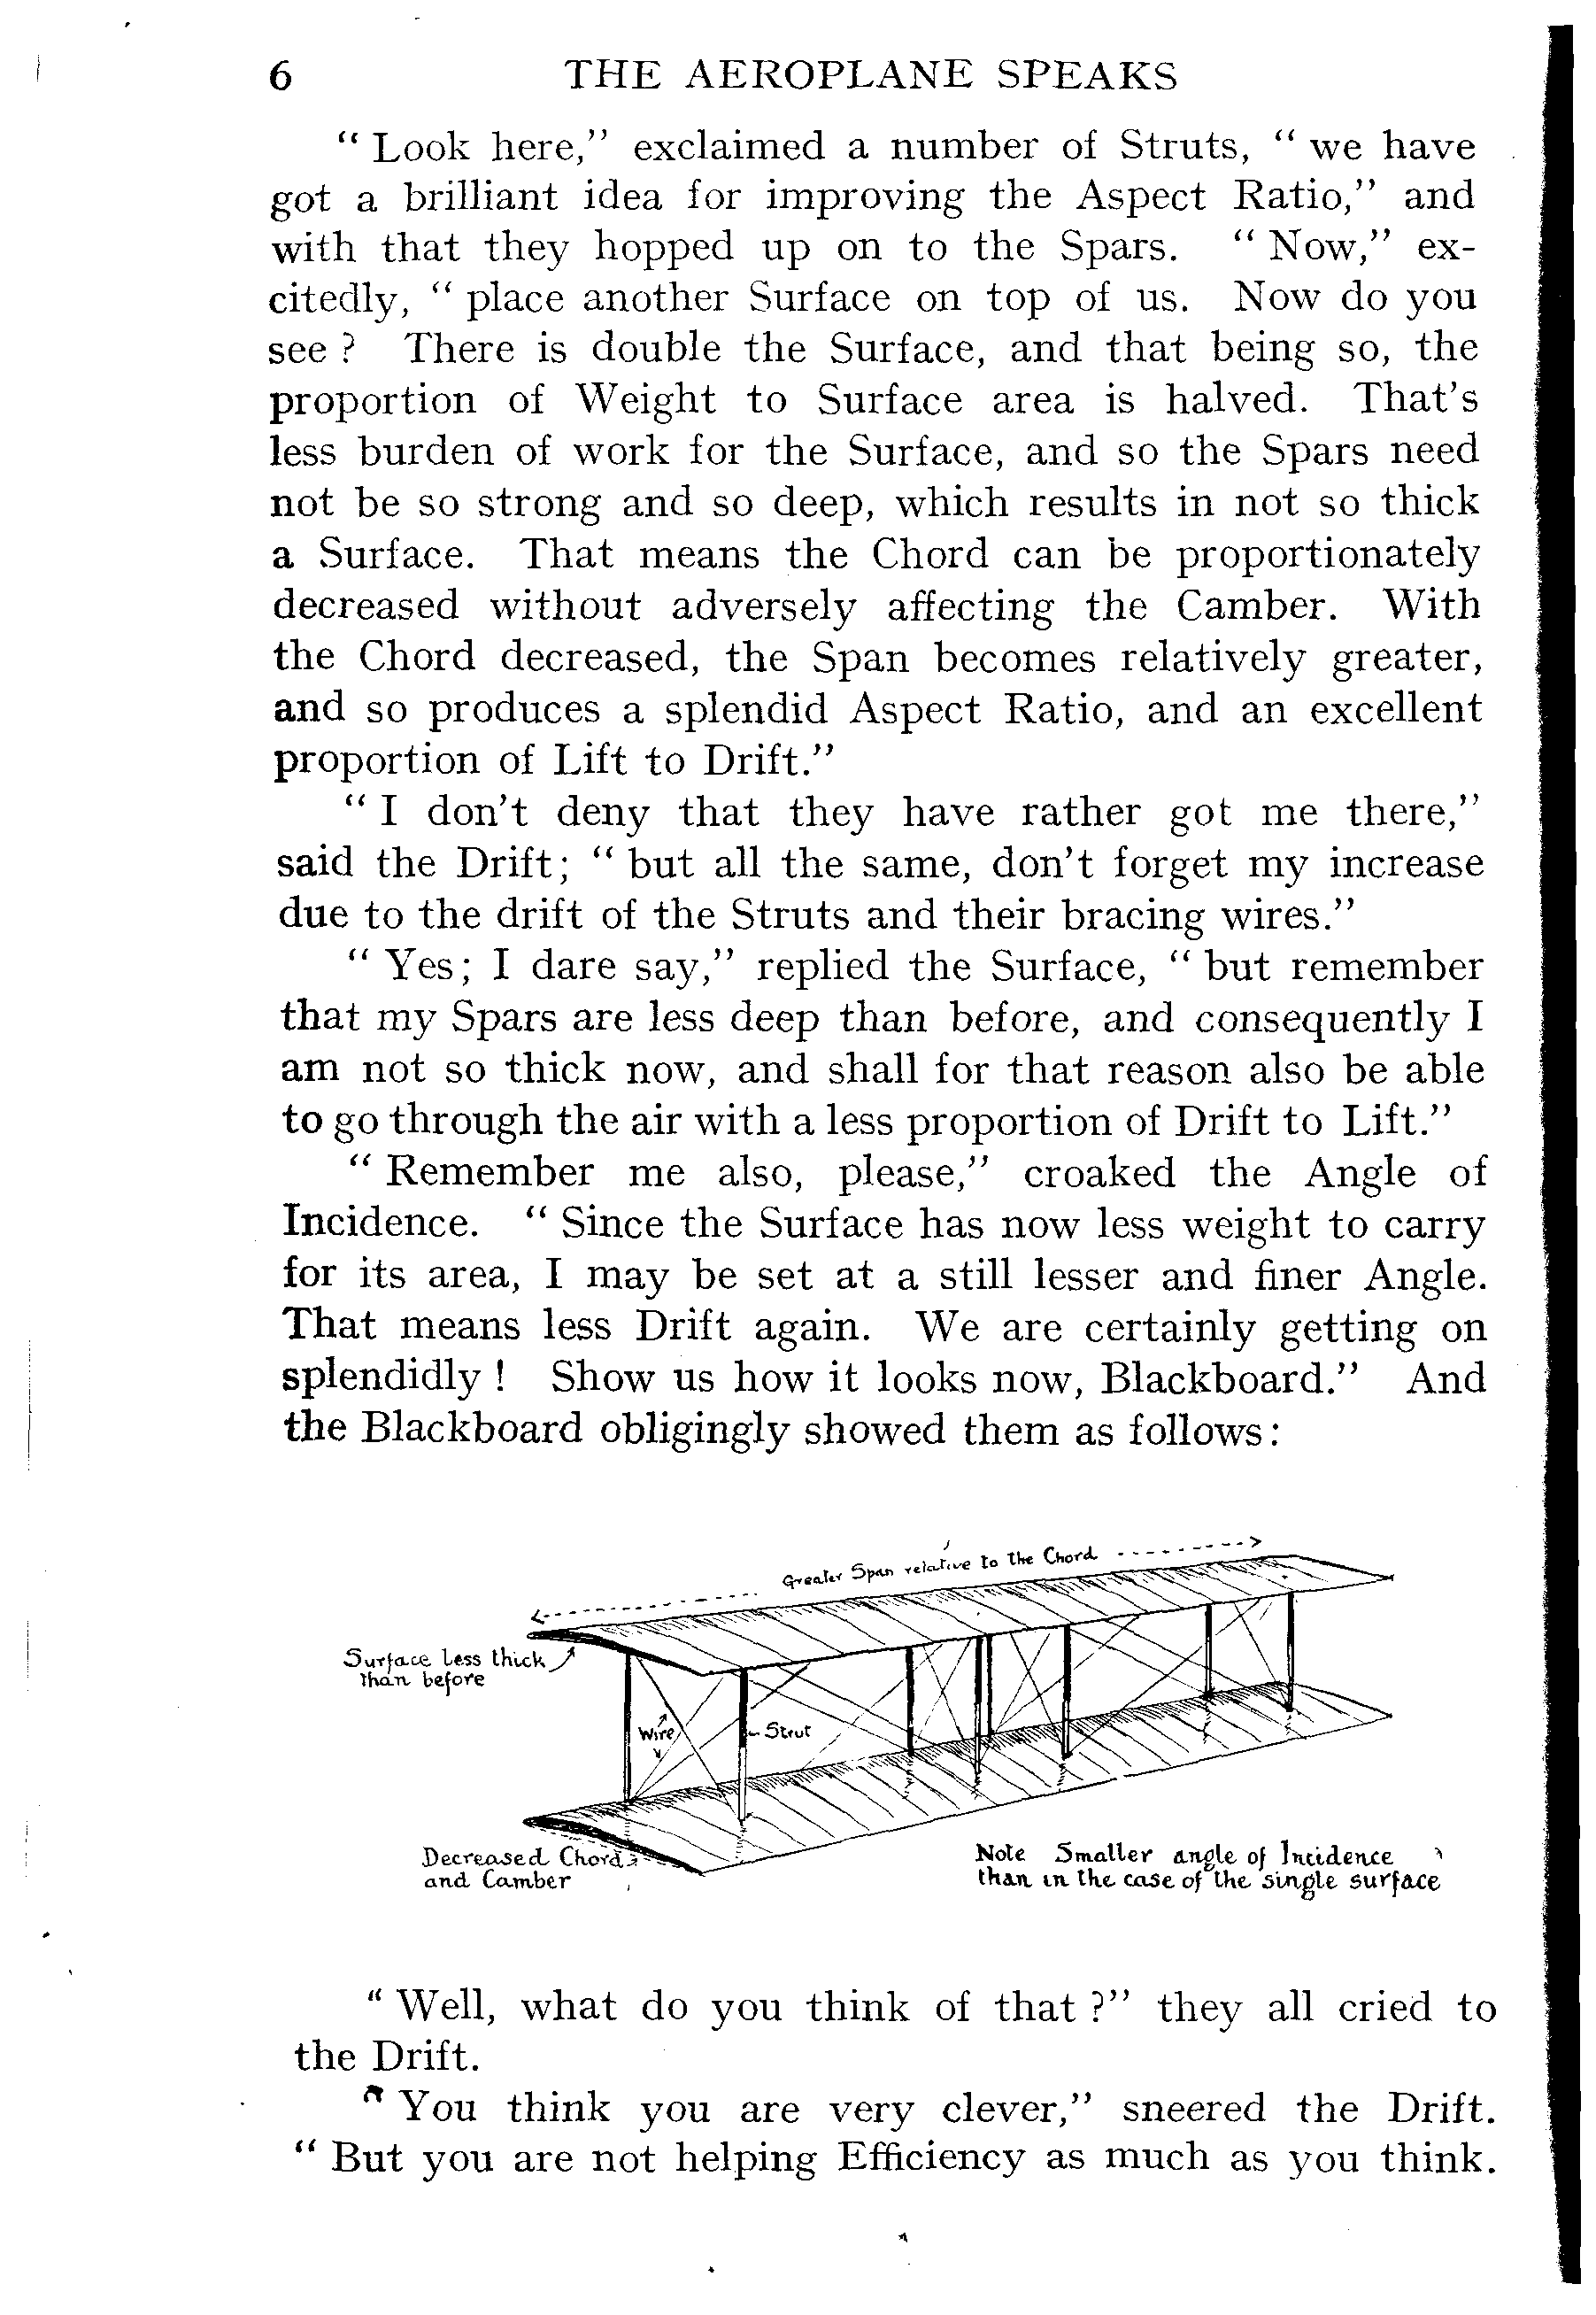 6 THE AEROPLANE SPEAKS
“ Look here,” exclaimed a number of Struts, “ we have
got a brilliant idea for improving the Aspect Ratio,” and
with that they hopped up on to the Spars. “ Now,” ex-
citedly, “ place another Surface on top of us. Now do you
see ? There is double the Surface, and that being so, the
proportion of Weight to Surface area is halved. That's
less burden of work for the Surface, and so the Spars need
not be so strong and so deep, which results in not so thick
a Surface. That means the Chord can be proportionately
decreased without adversely affecting the Camber. With
the Chord decreased, the Span becomes relatively greater,
and so produces a splendid Aspect Ratio, and an excellent
proportion of Lift to Drift.”
“ I don't deny that they have rather got me there,”
said the Drift; “ but all the same, don't forget my increase
due to the drift of the Struts and their bracing wires.”
“ Yes; I dare say,” replied the Surface, “ but remember
that my Spars are less deep than before, and consequently I
am not so thick now, and shall for that reason also be able
to go through the air with a less proportion of Drift to Lift.”
“ Remember me also, please,” croaked the Angle of
Incidence. “ Since the Surface has now less weight to carry
for its area, I may be set at a still lesser and finer Angle.
That means less Drift again. We are certainly getting on
splendidly ! Show us how it looks now, Blackboard.” And
the Blackboard obligingly showed them as follows:
Greater Span relative to the Chord
Surface Less thick
Than before
Wire
Strut
Decreased Chord
and Camber
Note Smaller angle of Incidence
than in the case of the single surface
“ Well, what do you think of that ?” they all cried to
the Drift.
“ You think you are very clever,” sneered the Drift.
“ But you are not helping Efficiency as much as you think.